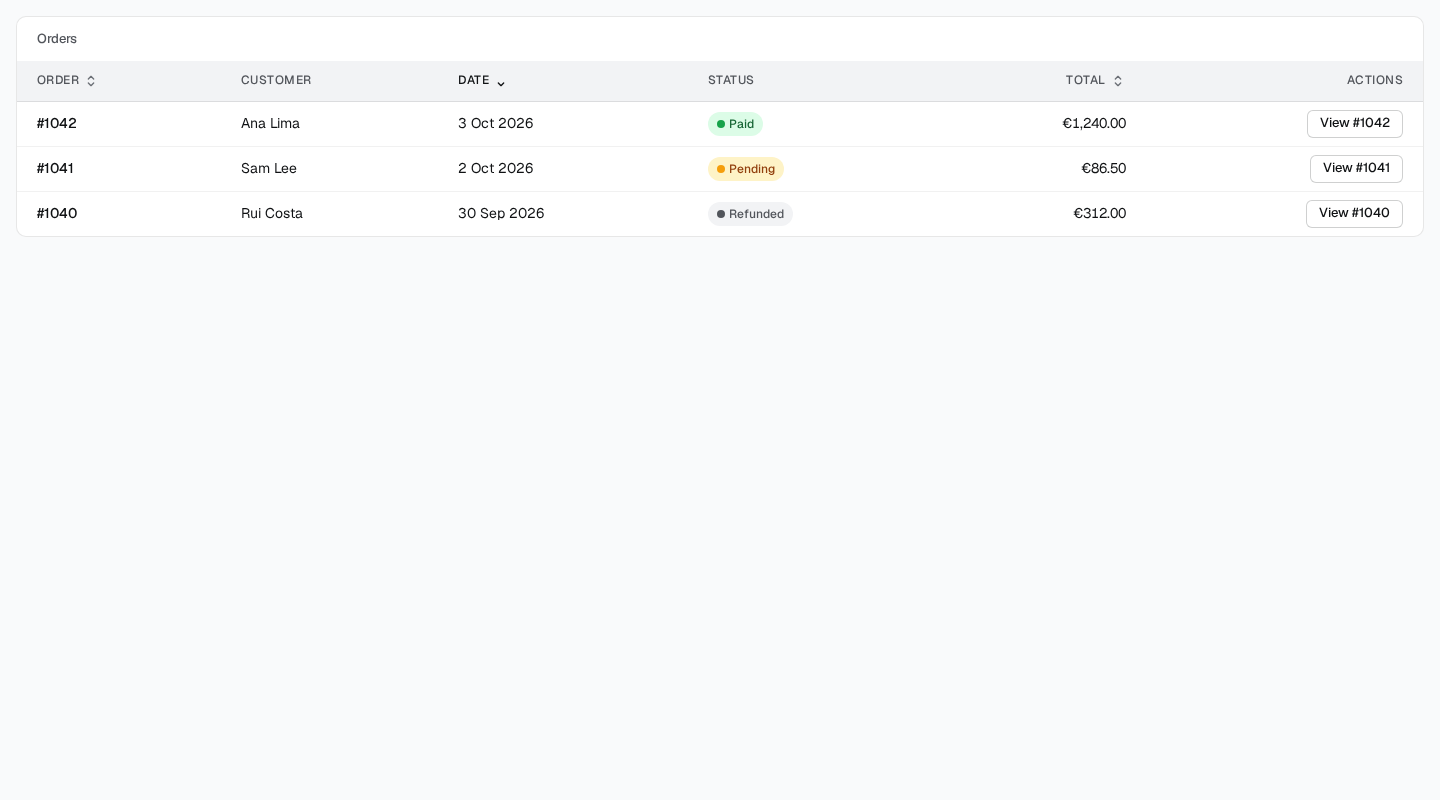 Orders
ORDER CUSTOMER DATE STATUS TOTAL ACTIONS
#1042 Ana Lima 3 Oct 2026 Paid €1,240.00 View #1042
#1041 Sam Lee 2 Oct 2026 Pending €86.50 View #1041
#1040 Rui Costa 30 Sep 2026 Refunded €312.00 View #1040